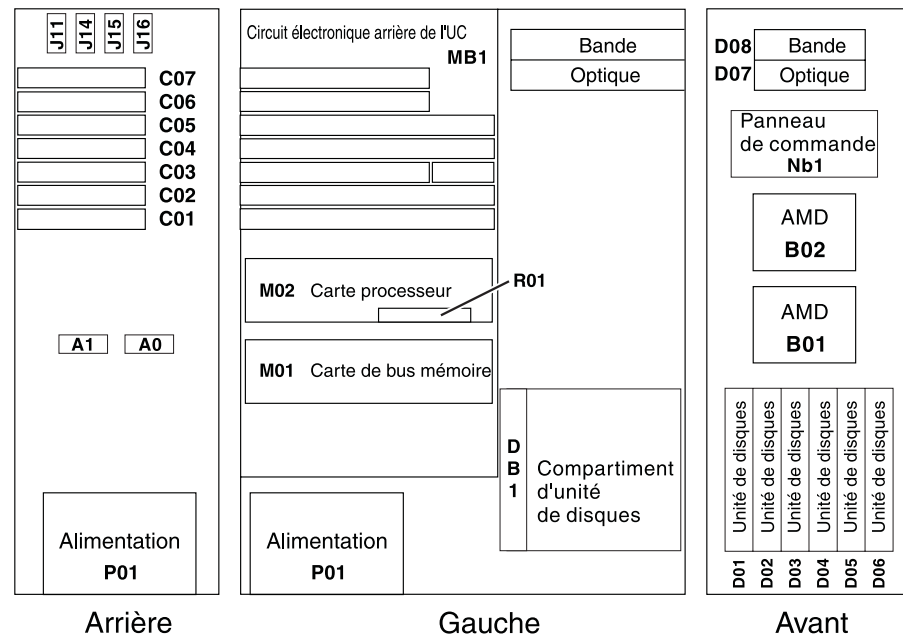 J11
J14
J15
J16
C07
C06
C05
C04
C03
C02
C01
A1
A0
Alimentation
P01
Arrière
Circuit électronique arrière de l'UC
MB1
Bande
Optique
M02 Carte processeur
R01
M01 Carte de bus mémoire
D
B
1
Compartiment
d'unité
de disques
Alimentation
P01
Gauche
D08 Bande
D07 Optique
Panneau
de commande
Nb1
AMD
B02
AMD
B01
Unité de disques
Unité de disques
Unité de disques
Unité de disques
Unité de disques
Unité de disques
D01
D02
D03
D04
D05
D06
Avant